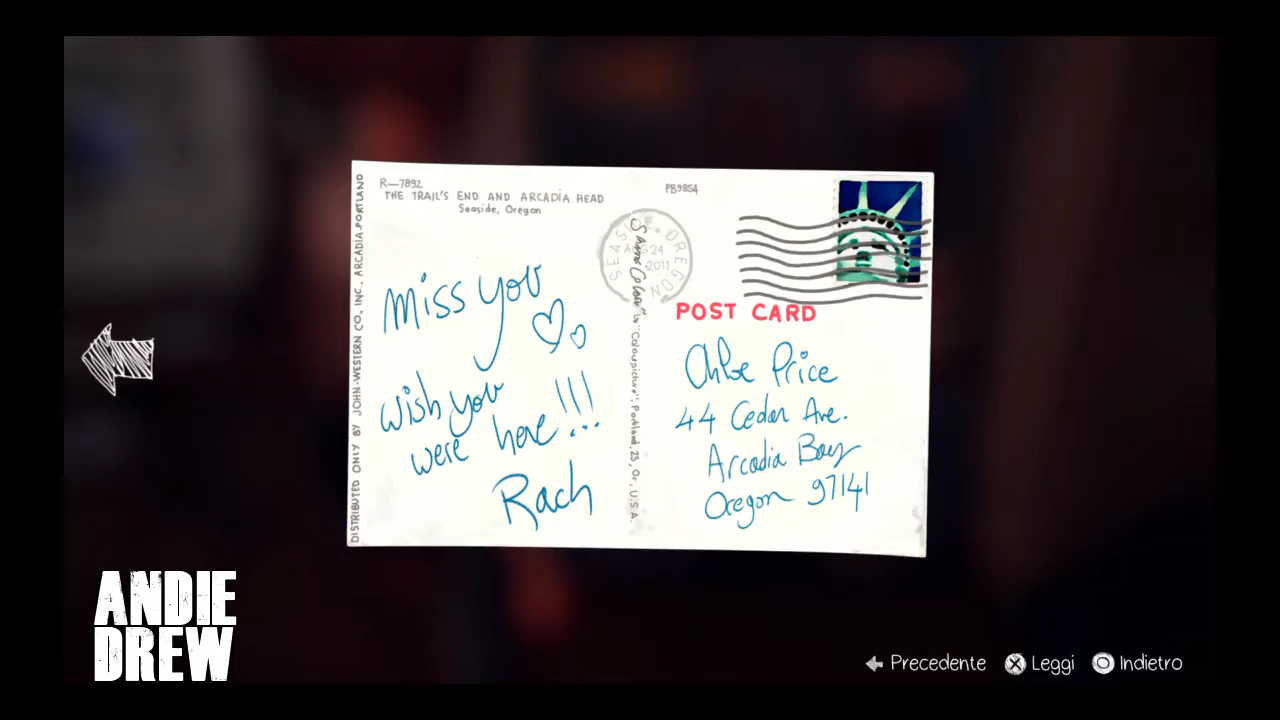 R—7892
THE TRAIL'S END AND ARCADIA HEAD
Seaside, Oregon
PB9854
DISTRIBUTED ONLY BY JOHN-WESTERN CO., INC., ARCADIA-PORTLAND
SEASIDE OREGON
24
2011
"Colourpicture", Portland, 25, Or, U.S.A.
POST CARD
Miss you
wish you
were here!!!
Rach
Chloe Price
44 Cedar Ave.
Arcadia Bay
Oregon 97141
ANDIE
DREW
Precedente
Leggi
Indietro